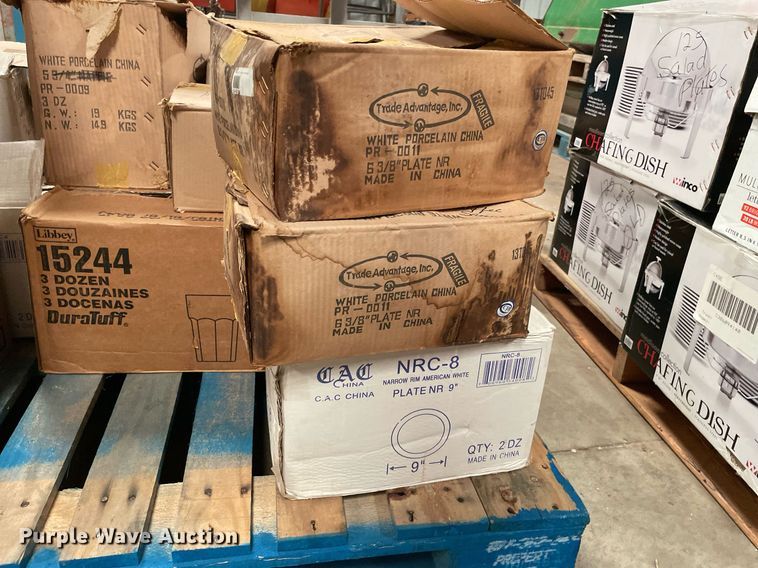 WHITE PORCELAIN CHINA
PR-0009
3 DZ
G. W.: 19 KGS
N. W.: 14.9 KGS
Trade Advantage, Inc.
FRAGILE
131045
WHITE PORCELAIN CHINA
PR-0011
6 3/8" PLATE NR
MADE IN CHINA
125
Salad
Plates
CHAFING DISH
Winco
Libbey
15244
3 DOZEN
3 DOUZAINES
3 DOCENAS
DuraTuff
Trade Advantage, Inc.
FRAGILE
WHITE PORCELAIN CHINA
PR-0011
6 3/8" PLATE NR
MADE IN CHINA
CAC
CHINA
C.A.C CHINA
NRC-8
NARROW RIM AMERICAN WHITE
PLATE NR 9"
NRC-8
9"
QTY: 2DZ
MADE IN CHINA
CHAFING DISH
Purple Wave Auction